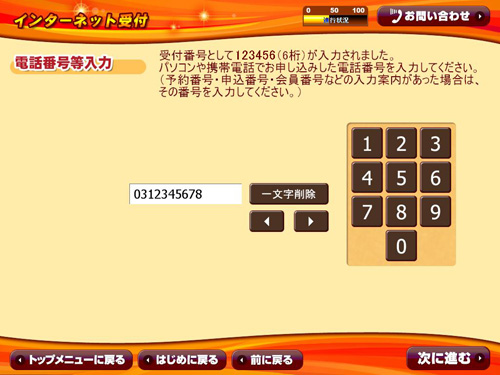 インターネット受付
0 50 100
進行状況
お問い合わせ
電話番号等入力
受付番号として123456(6桁)が入力されました。
パソコンや携帯電話でお申し込みした電話番号を入力してください。
(予約番号・申込番号・会員番号などの入力案内があった場合は、
その番号を入力してください。)
0312345678
一文字削除
1 2 3
4 5 6
7 8 9
0
トップメニューに戻る
はじめに戻る
前に戻る
次に進む